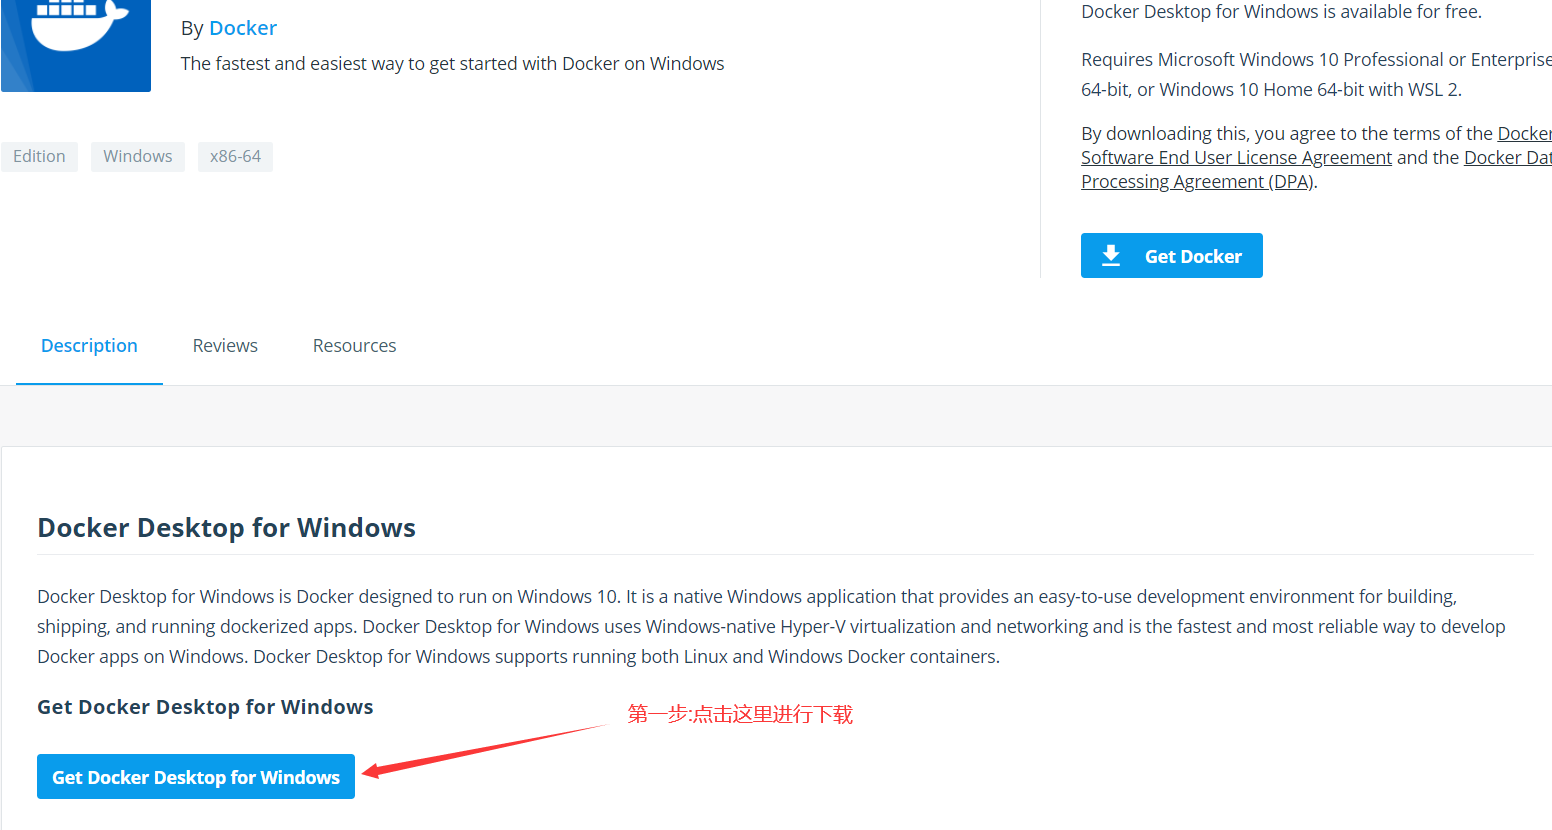 By Docker
The fastest and easiest way to get started with Docker on Windows
Edition
Windows
x86-64
Docker Desktop for Windows is available for free.
Requires Microsoft Windows 10 Professional or Enterprise
64-bit, or Windows 10 Home 64-bit with WSL 2.
By downloading this, you agree to the terms of the Docker
Software End User License Agreement and the Docker Dat
Processing Agreement (DPA).
Get Docker
Description
Reviews
Resources
Docker Desktop for Windows
Docker Desktop for Windows is Docker designed to run on Windows 10. It is a native Windows application that provides an easy-to-use development environment for building,
shipping, and running dockerized apps. Docker Desktop for Windows uses Windows-native Hyper-V virtualization and networking and is the fastest and most reliable way to develop
Docker apps on Windows. Docker Desktop for Windows supports running both Linux and Windows Docker containers.
Get Docker Desktop for Windows
第一步:点击这里进行下载
Get Docker Desktop for Windows